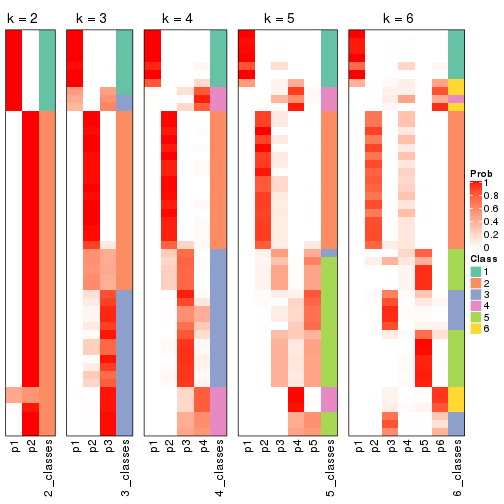 k = 2
k = 3
k = 4
k = 5
k = 6
Prob
1
0.8
0.6
0.4
0.2
0
Class
1
2
3
4
5
6
p1
p2
2_classes
p1
p2
p3
3_classes
p1
p2
p3
p4
4_classes
p1
p2
p3
p4
p5
5_classes
p1
p2
p3
p4
p5
p6
6_classes